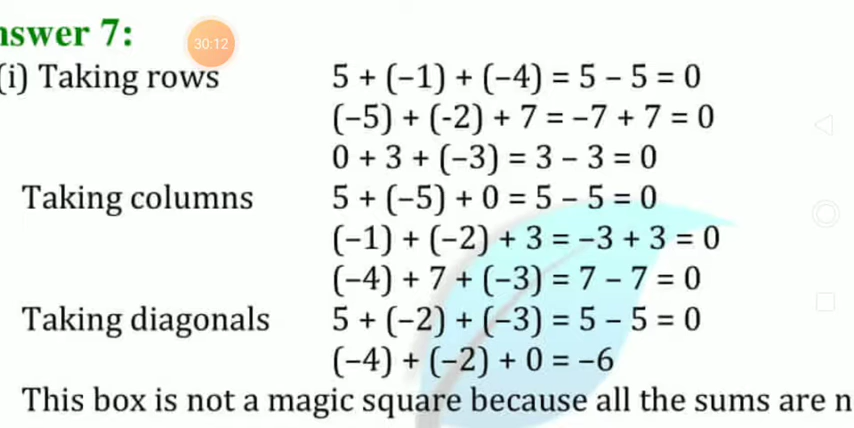 nswer 7:
30:12
(i) Taking rows 5 + (−1) + (−4) = 5 − 5 = 0
(−5) + (-2) + 7 = −7 + 7 = 0
0 + 3 + (−3) = 3 − 3 = 0
Taking columns 5 + (−5) + 0 = 5 − 5 = 0
(−1) + (−2) + 3 = −3 + 3 = 0
(−4) + 7 + (−3) = 7 − 7 = 0
Taking diagonals 5 + (−2) + (−3) = 5 − 5 = 0
(−4) + (−2) + 0 = −6
This box is not a magic square because all the sums are n